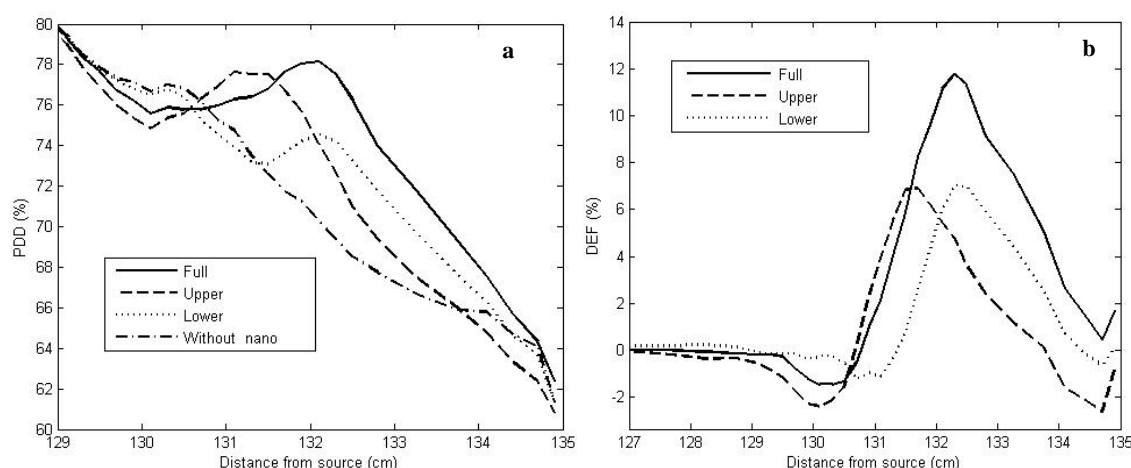 a
80
78
76
74
72
70
68
66
64
62
60
PDD (%)
Full
Upper
Lower
Without nano
129 130 131 132 133 134 135
Distance from source (cm)
b
14
12
10
8
6
4
2
0
-2
DEF (%)
Full
Upper
Lower
127 128 129 130 131 132 133 134 135
Distance from source (cm)